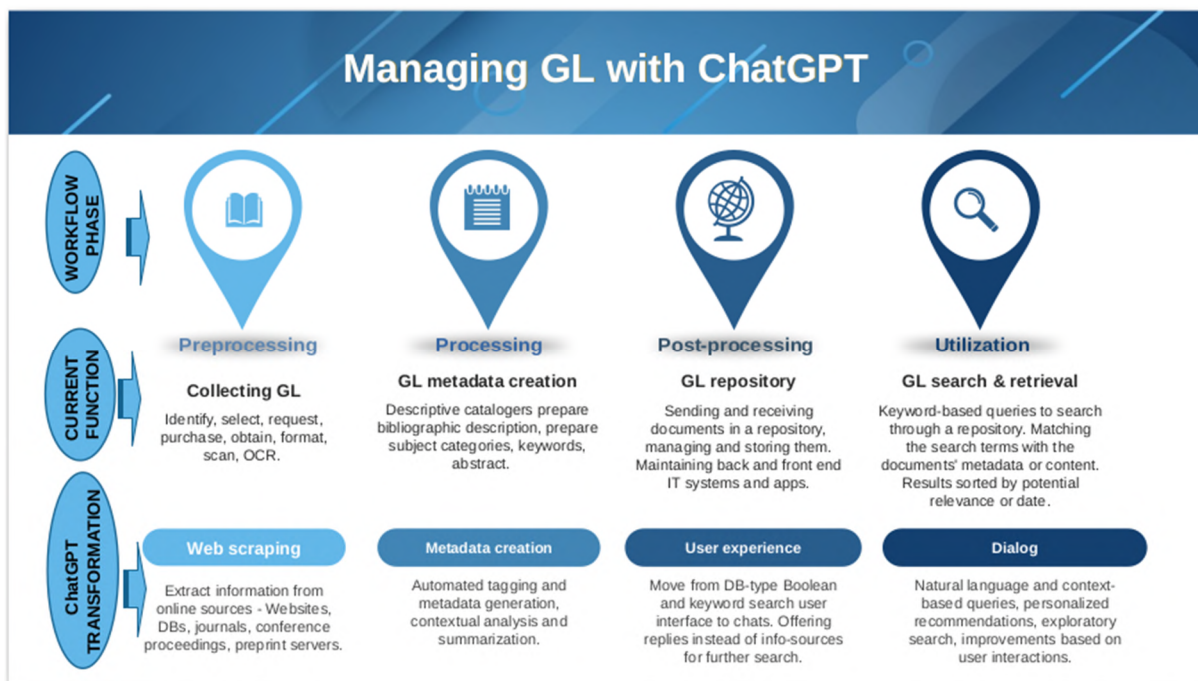 Managing GL with ChatGPT
WORKFLOW
PHASE
Preprocessing
Processing
Post-processing
Utilization
CURRENT
FUNCTION
Collecting GL
Identify, select, request,
purchase, obtain, format,
scan, OCR.
GL metadata creation
Descriptive catalogers prepare
bibliographic description, prepare
subject categories, keywords,
abstract.
GL repository
Sending and receiving
documents in a repository,
managing and storing them.
Maintaining back and front end
IT systems and apps.
GL search & retrieval
Keyword-based queries to search
through a repository. Matching
the search terms with the
documents' metadata or content.
Results sorted by potential
relevance or date.
ChatGPT
TRANSFORMATION
Web scraping
Extract information from
online sources - Websites,
DBs, journals, conference
proceedings, preprint servers.
Metadata creation
Automated tagging and
metadata generation,
contextual analysis and
summarization.
User experience
Move from DB-type Boolean
and keyword search user
interface to chats. Offering
replies instead of info-sources
for further search.
Dialog
Natural language and context-
based queries, personalized
recommendations, exploratory
search, improvements based on
user interactions.